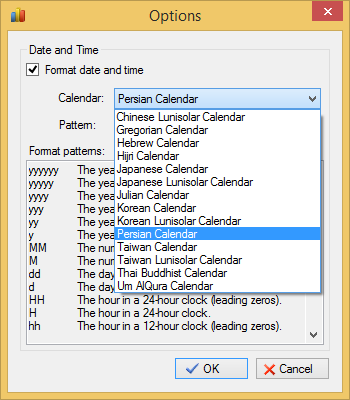 Options
Date and Time
Format date and time
Calendar: Persian Calendar
Chinese Lunisolar Calendar
Gregorian Calendar
Hebrew Calendar
Hijri Calendar
Japanese Calendar
Japanese Lunisolar Calendar
Julian Calendar
Korean Calendar
Korean Lunisolar Calendar
Persian Calendar
Taiwan Calendar
Taiwan Lunisolar Calendar
Thai Buddhist Calendar
Um AlQura Calendar
Pattern:
Format patterns:
yyyyyy The yea
yyyyy The yea
yyyy The yea
yyy The yea
yy The yea
y The yea
MM The nu
M The nu
dd The day
d The day
HH The hour in a 24-hour clock (leading zeros).
H The hour in a 24-hour clock.
hh The hour in a 12-hour clock (leading zeros).
OK
Cancel